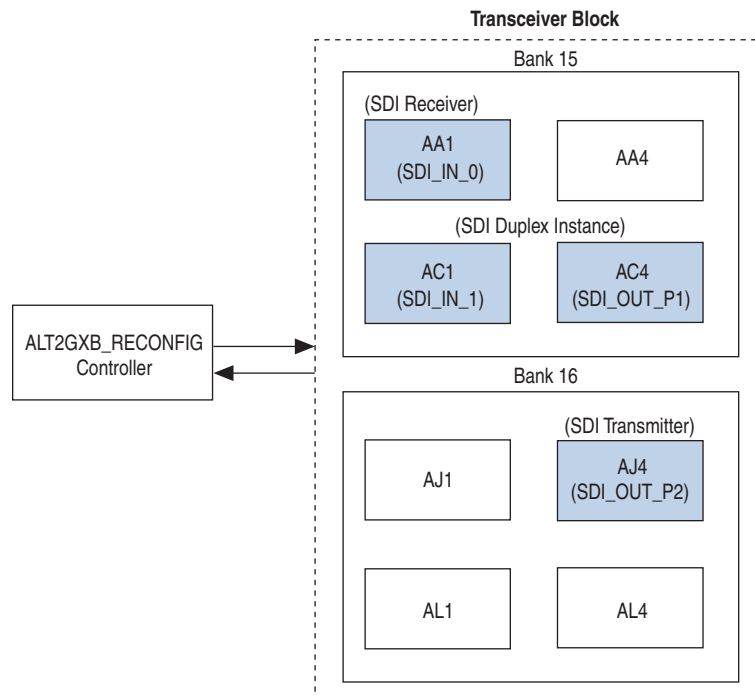 Transceiver Block
Bank 15
(SDI Receiver)
AA1
(SDI_IN_0)
AA4
(SDI Duplex Instance)
AC1
(SDI_IN_1)
AC4
(SDI_OUT_P1)
ALT2GXB_RECONFIG
Controller
Bank 16
(SDI Transmitter)
AJ1
AJ4
(SDI_OUT_P2)
AL1
AL4